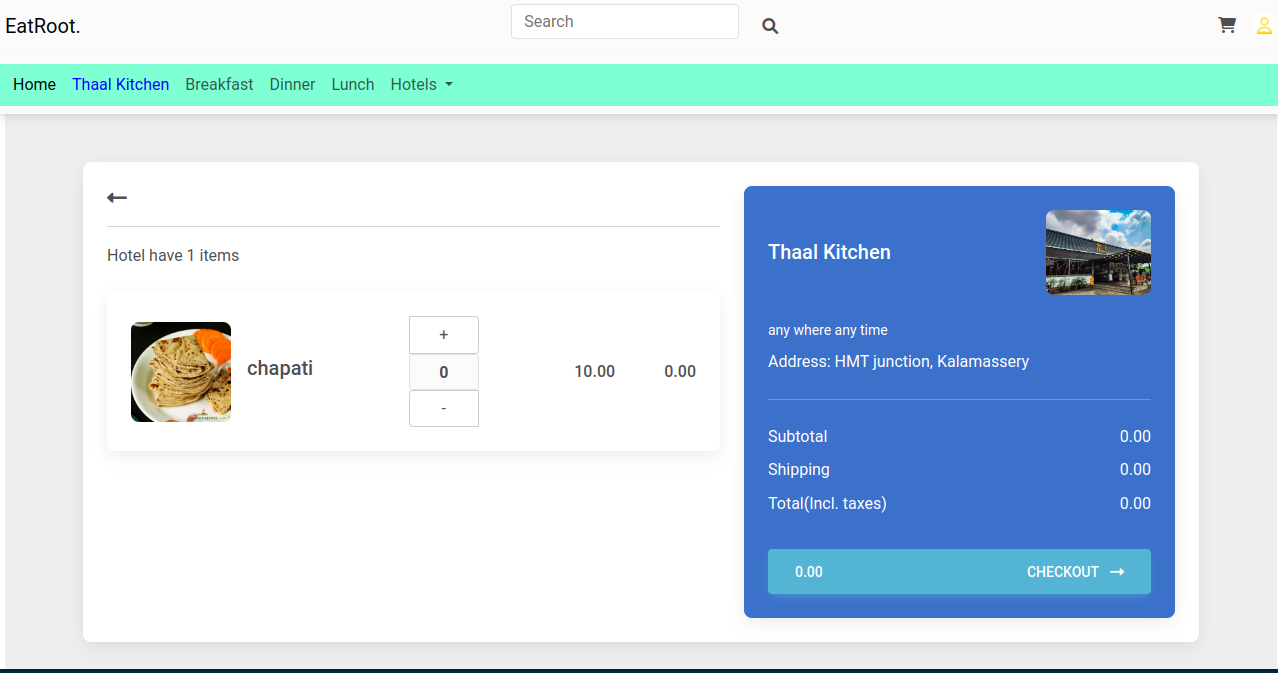 EatRoot.
Search
Home Thaal Kitchen Breakfast Dinner Lunch Hotels
Hotel have 1 items
chapati
+
0
-
10.00 0.00
Thaal Kitchen
any where any time
Address: HMT junction, Kalamassery
Subtotal 0.00
Shipping 0.00
Total(Incl. taxes) 0.00
0.00 CHECKOUT